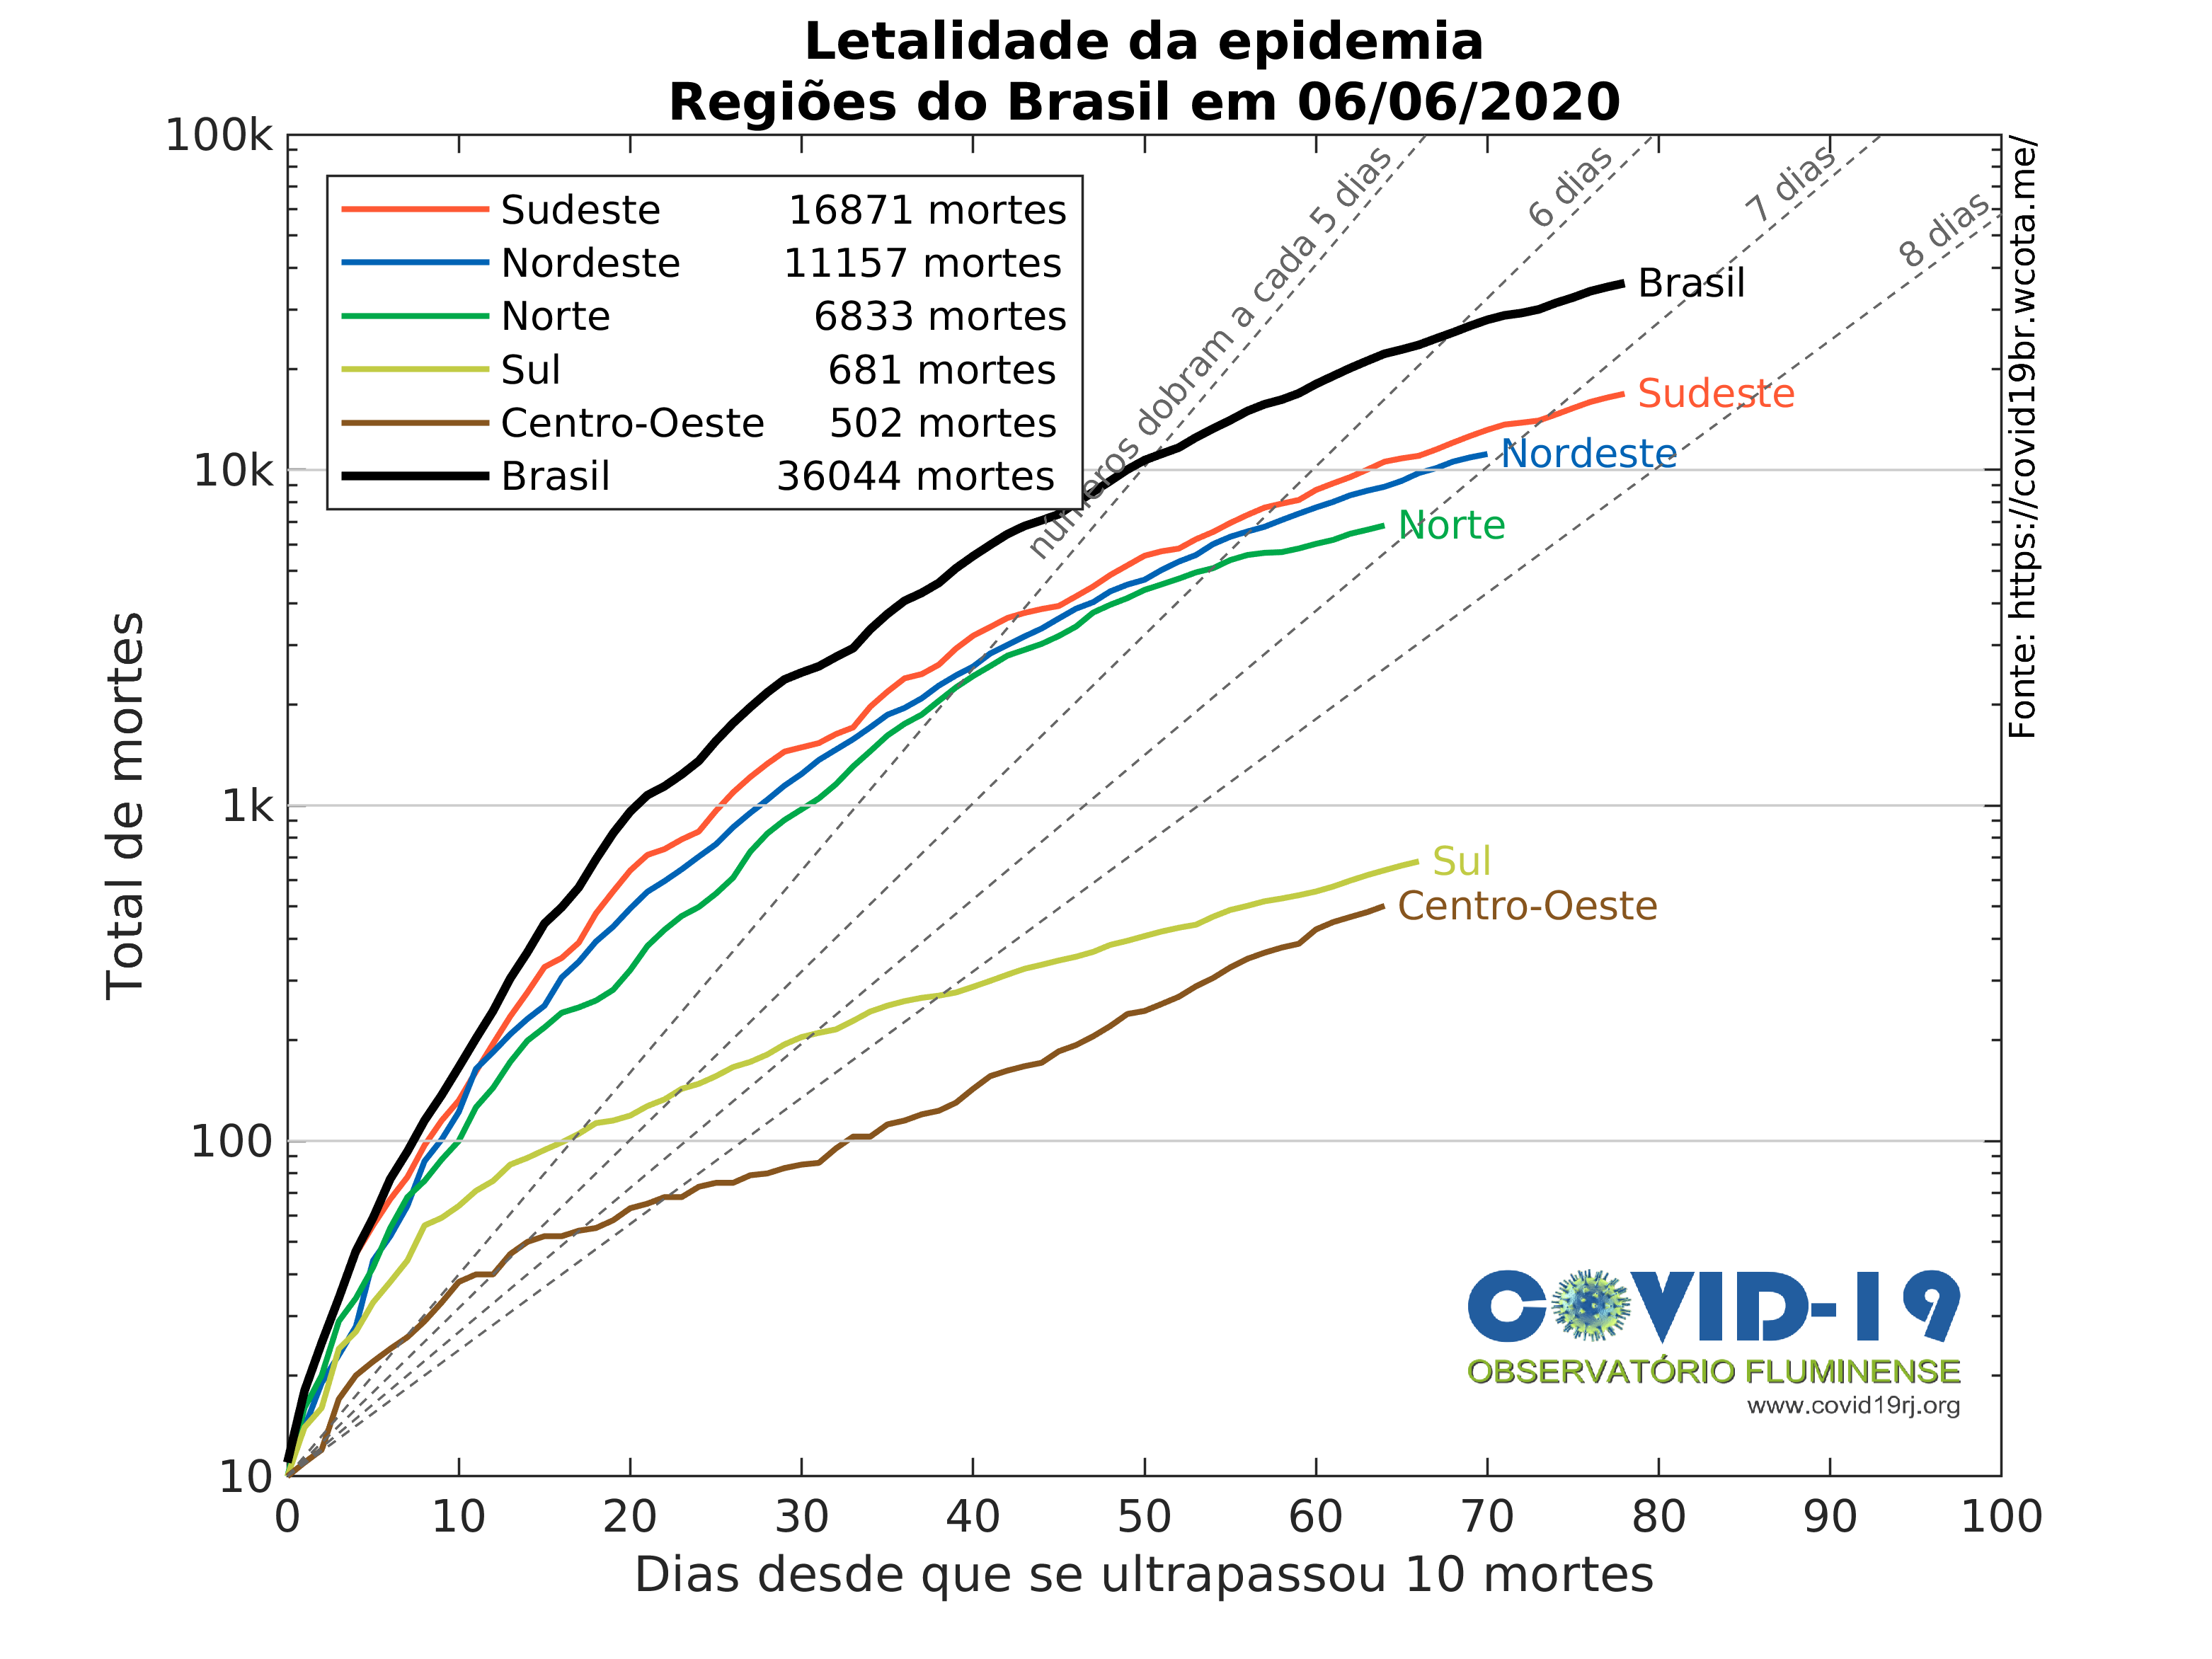 Letalidade da epidemia
Regiões do Brasil em 06/06/2020
100k
10k
1k
100
10
Total de mortes
Sudeste 16871 mortes
Nordeste 11157 mortes
Norte 6833 mortes
Sul 681 mortes
Centro-Oeste 502 mortes
Brasil 36044 mortes
números dobram a cada 5 dias
6 dias
7 dias
8 dias
Brasil
Sudeste
Nordeste
Norte
Sul
Centro-Oeste
Fonte: https://covid19br.wcota.me/
COVID-19
OBSERVATÓRIO FLUMINENSE
www.covid19rj.org
0 10 20 30 40 50 60 70 80 90 100
Dias desde que se ultrapassou 10 mortes